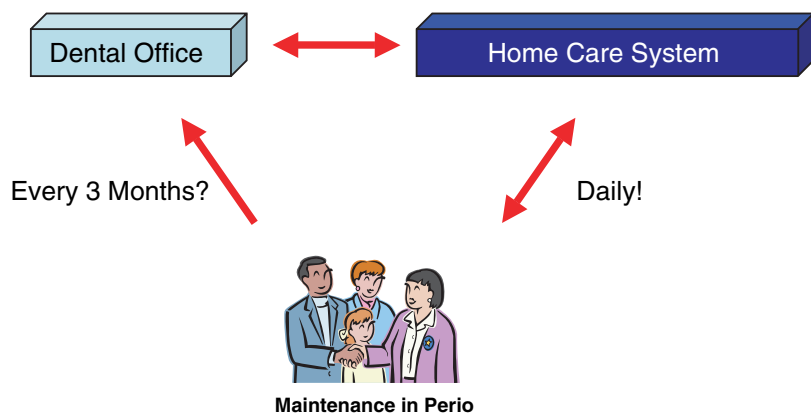 Dental Office
Home Care System
Every 3 Months?
Daily!
Maintenance in Perio